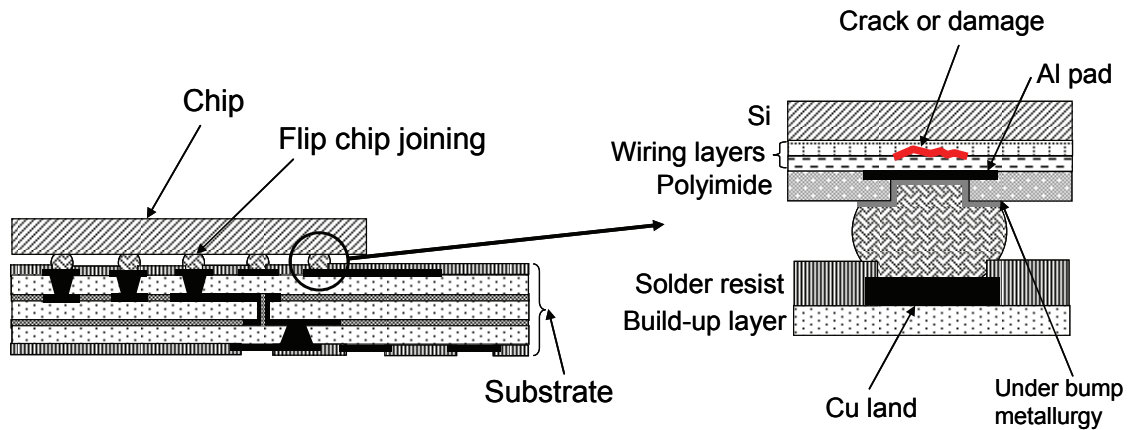 Chip
Flip chip joining
Substrate
Crack or damage
Al pad
Si
Wiring layers
Polyimide
Solder resist
Build-up layer
Cu land
Under bump
metallurgy